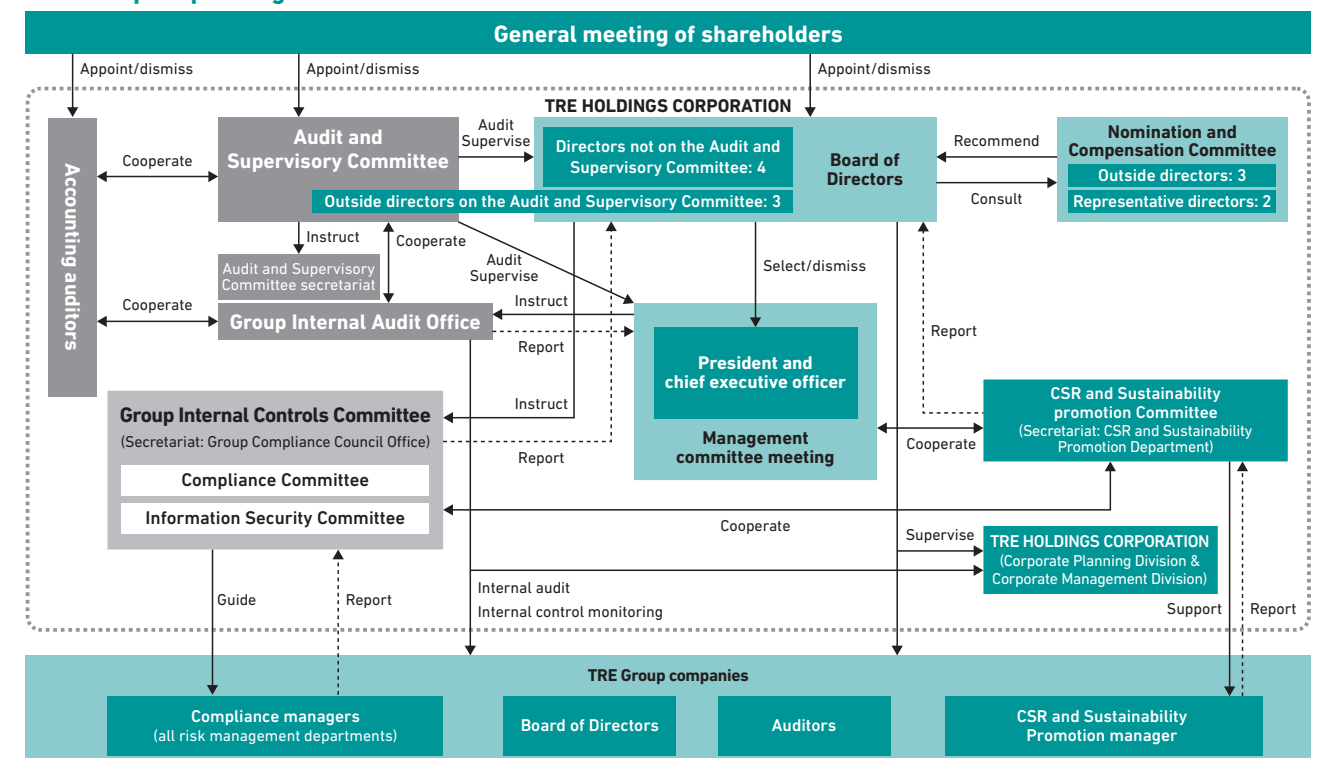 General meeting of shareholders
Appoint/dismiss
Appoint/dismiss
Appoint/dismiss
TRE HOLDINGS CORPORATION
Accounting auditors
Cooperate
Audit and
Supervisory Committee
Audit
Supervise
Directors not on the Audit and
Supervisory Committee: 4
Outside directors on the Audit and Supervisory Committee: 3
Board of
Directors
Recommend
Consult
Nomination and
Compensation Committee
Outside directors: 3
Representative directors: 2
Instruct
Cooperate
Audit and Supervisory
Committee secretariat
Audit
Supervise
Select/dismiss
Cooperate
Group Internal Audit Office
Instruct
Report
Report
President and
chief executive officer
Management
committee meeting
Group Internal Controls Committee
(Secretariat: Group Compliance Council Office)
Compliance Committee
Information Security Committee
Instruct
Report
Cooperate
CSR and Sustainability
promotion Committee
(Secretariat: CSR and Sustainability
Promotion Department)
Cooperate
Supervise
TRE HOLDINGS CORPORATION
(Corporate Planning Division &
Corporate Management Division)
Internal audit
Internal control monitoring
Guide
Report
Support
Report
TRE Group companies
Compliance managers
(all risk management departments)
Board of Directors
Auditors
CSR and Sustainability
Promotion manager